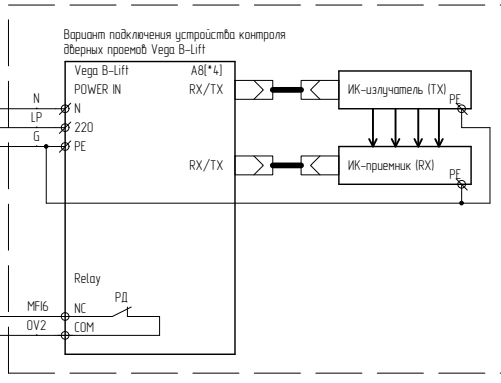 Вариант подключения устройства контроля
дверных проемов Vega B-Lift
Vega B-Lift A8[*4]
POWER IN RX/TX
N N
LP 220
G PE
ИК-излучатель (TX)
PE
RX/TX
ИК-приемник (RX)
PE
Relay
РД
MFI6 NC
0V2 COM